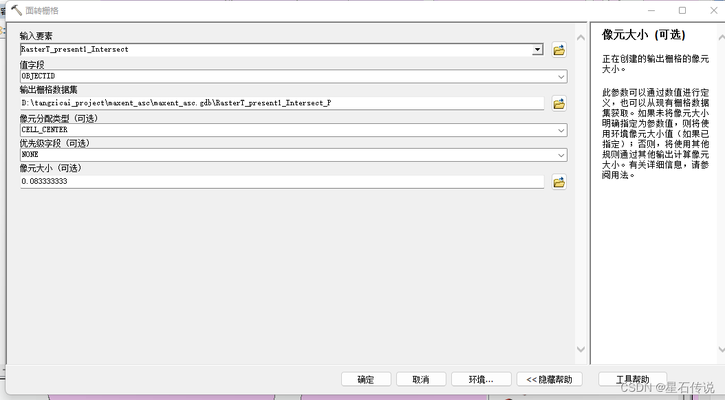 面转栅格
输入要素
RasterT_present1_Intersect
值字段
OBJECTID
输出栅格数据集
D:\tangzicai_project\maxent_asc\maxent_asc.gdb\RasterT_present1_Intersect_P
像元分配类型（可选）
CELL_CENTER
优先级字段（可选）
NONE
像元大小（可选）
0.083333333
像元大小（可选）
正在创建的输出栅格的像元
大小。
此参数可以通过数值进行定
义，也可以从现有栅格数据
集获取。如果未将像元大小
明确指定为参数值，则将使
用环境像元大小值（如果已
指定）；否则，将使用其他
规则通过其他输出计算像元
大小。有关详细信息，请参
阅用法。
确定
取消
环境...
<< 隐藏帮助
工具帮助
CSDN @星石传说